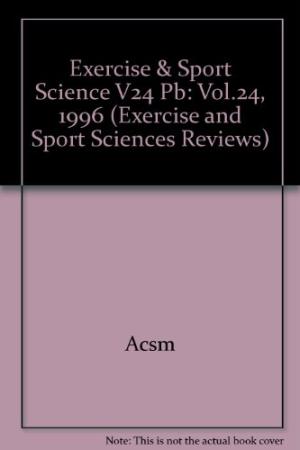 Exercise & Sport
Science V24 Pb: Vol.24,
1996 (Exercise and
Sport Sciences Reviews)
Acsm
Note: This is not the actual book cover